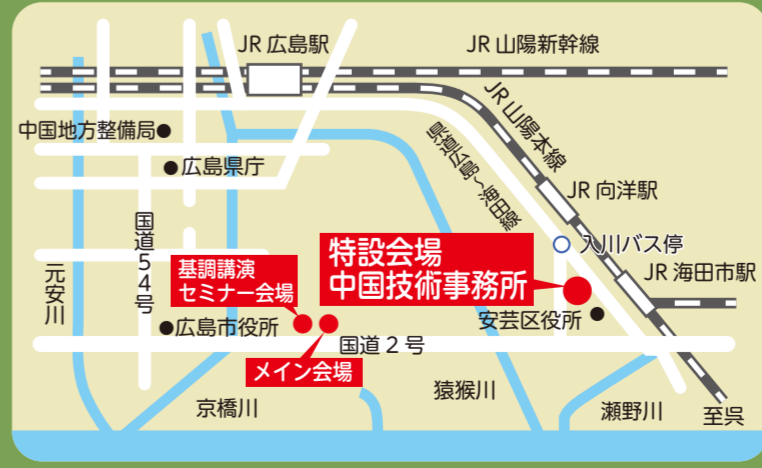 JR 広島駅
JR 山陽新幹線
中国地方整備局
広島県庁
JR 山陽本線
県道広島~海田線
JR 向洋駅
国道54号
元安川
基調講演
セミナー会場
特設会場
中国技術事務所
入川バス停
JR 海田市駅
広島市役所
安芸区役所
国道2号
メイン会場
京橋川
猿猴川
瀬野川
至呉